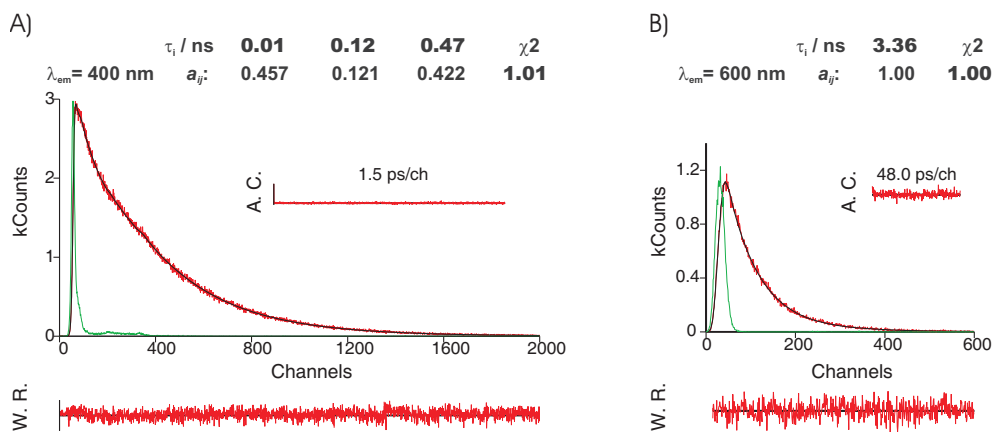 A)
τi / ns 0.01 0.12 0.47 χ2
λem= 400 nm aij: 0.457 0.121 0.422 1.01
3
2
1
0
kCounts
A. C.
1.5 ps/ch
0 400 800 1200 1600 2000
Channels
W. R.
B)
τi / ns 3.36 χ2
λem= 600 nm aij: 1.00 1.00
1.2
0.8
0.4
0
kCounts
A. C.
48.0 ps/ch
0 200 400 600
Channels
W. R.